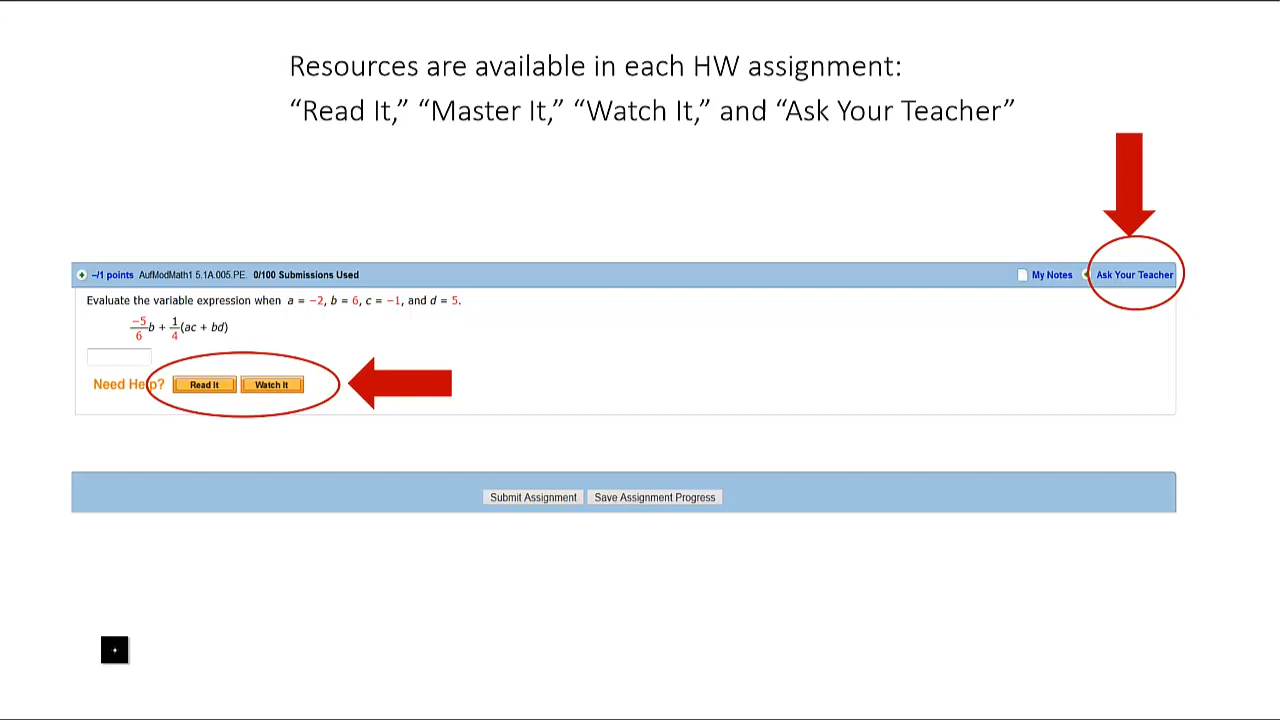 Resources are available in each HW assignment:
“Read It,” “Master It,” “Watch It,” and “Ask Your Teacher”
–/1 points AufModMath1 5.1A.005.PE. 0/100 Submissions Used My Notes Ask Your Teacher
Evaluate the variable expression when a = −2, b = 6, c = −1, and d = 5.
−5/6 b + 1/4 (ac + bd)
Need Help? Read It Watch It
Submit Assignment Save Assignment Progress